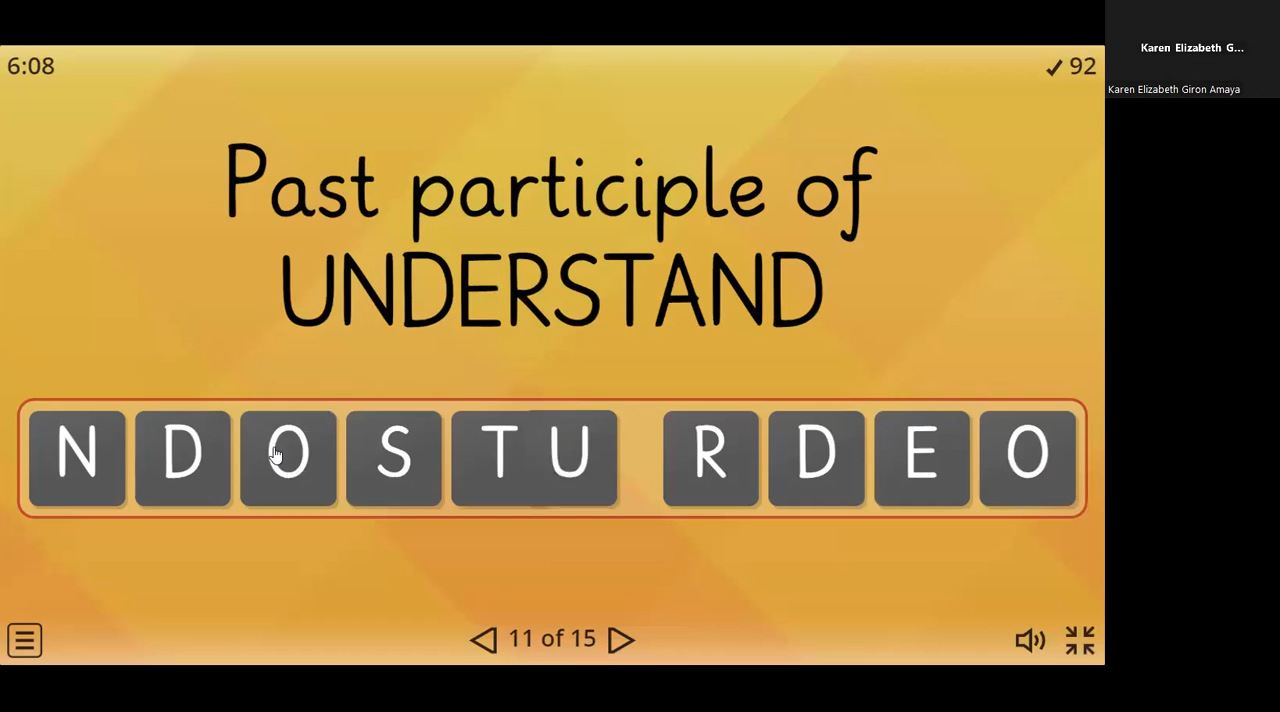 6:08
92
Past participle of
UNDERSTAND
N D O S T U R D E O
11 of 15
Karen Elizabeth G...
Karen Elizabeth Giron Amaya